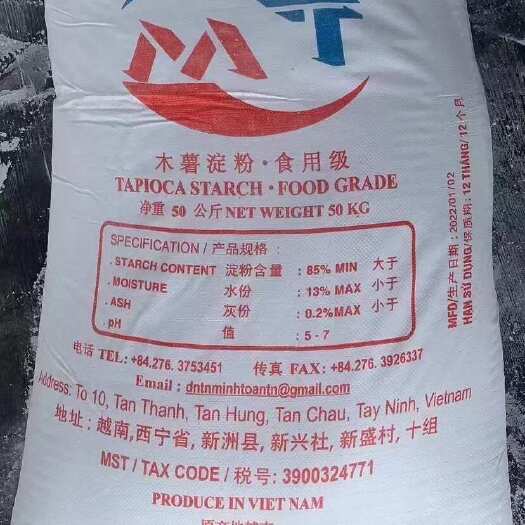 木薯淀粉·食用级
TAPIOCA STARCH · FOOD GRADE
净重 50 公斤 NET WEIGHT 50 KG
SPECIFICATION / 产品规格 :
. STARCH CONTENT 淀粉含量 : 85% MIN 大于
. MOISTURE 水份 : 13% MAX 小于
. ASH 灰粉 : 0.2% MAX 小于
. pH 值 : 5 - 7
电话 TEL: +84.276. 3753451 传真 FAX: +84.276. 3926337
Email : dntnminhtoantn@gmail.com
Address: To 10, Tan Thanh, Tan Hung, Tan Chau, Tay Ninh, Vietnam
地址 : 越南,西宁省, 新洲县, 新兴社, 新盛村, 十组
MST / TAX CODE / 税号: 3900324771
PRODUCE IN VIET NAM
MFD/生产日期 : 2022/01/02
HẠN SỬ DỤNG/保质期: 12 THÁNG/ 12 个月